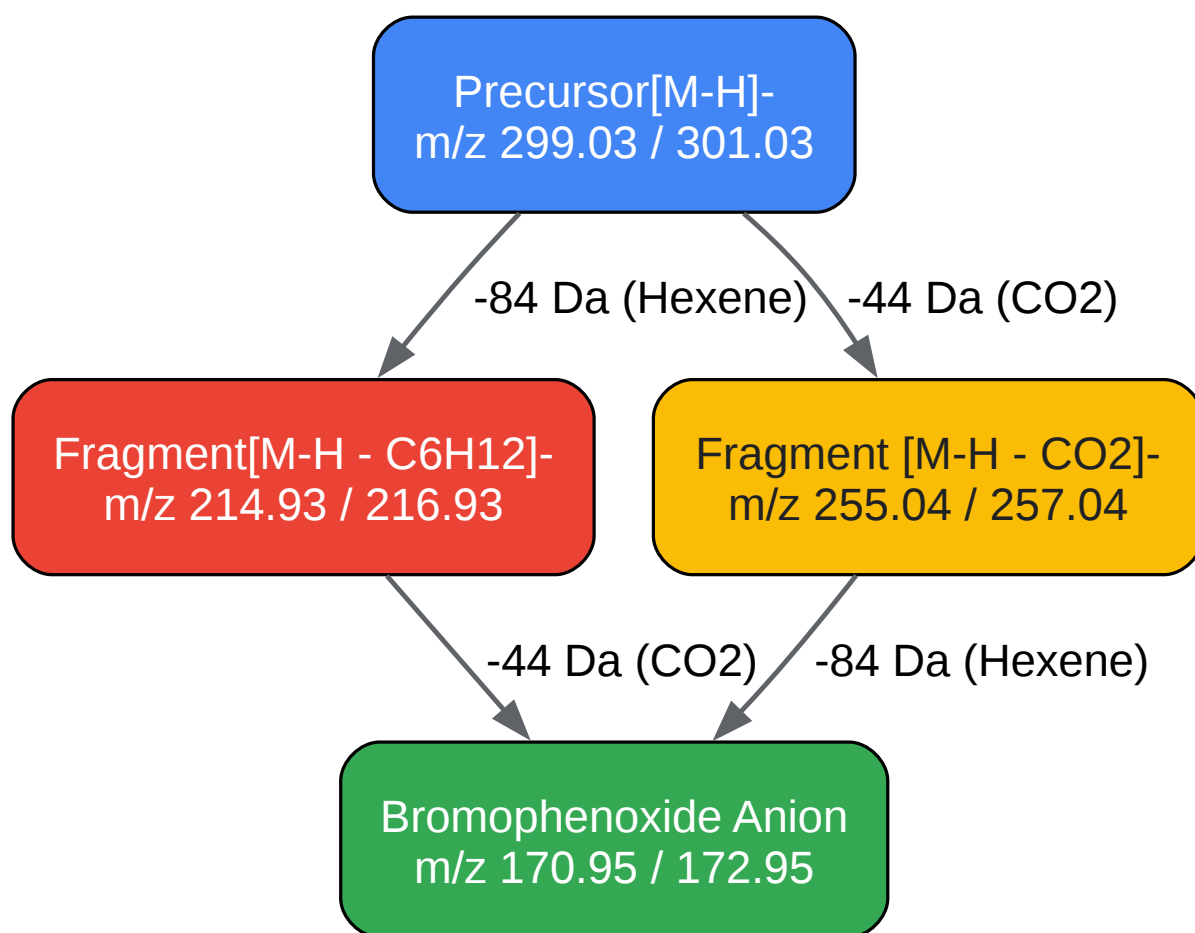 Precursor[M-H]-
m/z 299.03 / 301.03
-84 Da (Hexene)
-44 Da (CO2)
Fragment[M-H - C6H12]-
m/z 214.93 / 216.93
Fragment [M-H - CO2]-
m/z 255.04 / 257.04
-44 Da (CO2)
-84 Da (Hexene)
Bromophenoxide Anion
m/z 170.95 / 172.95